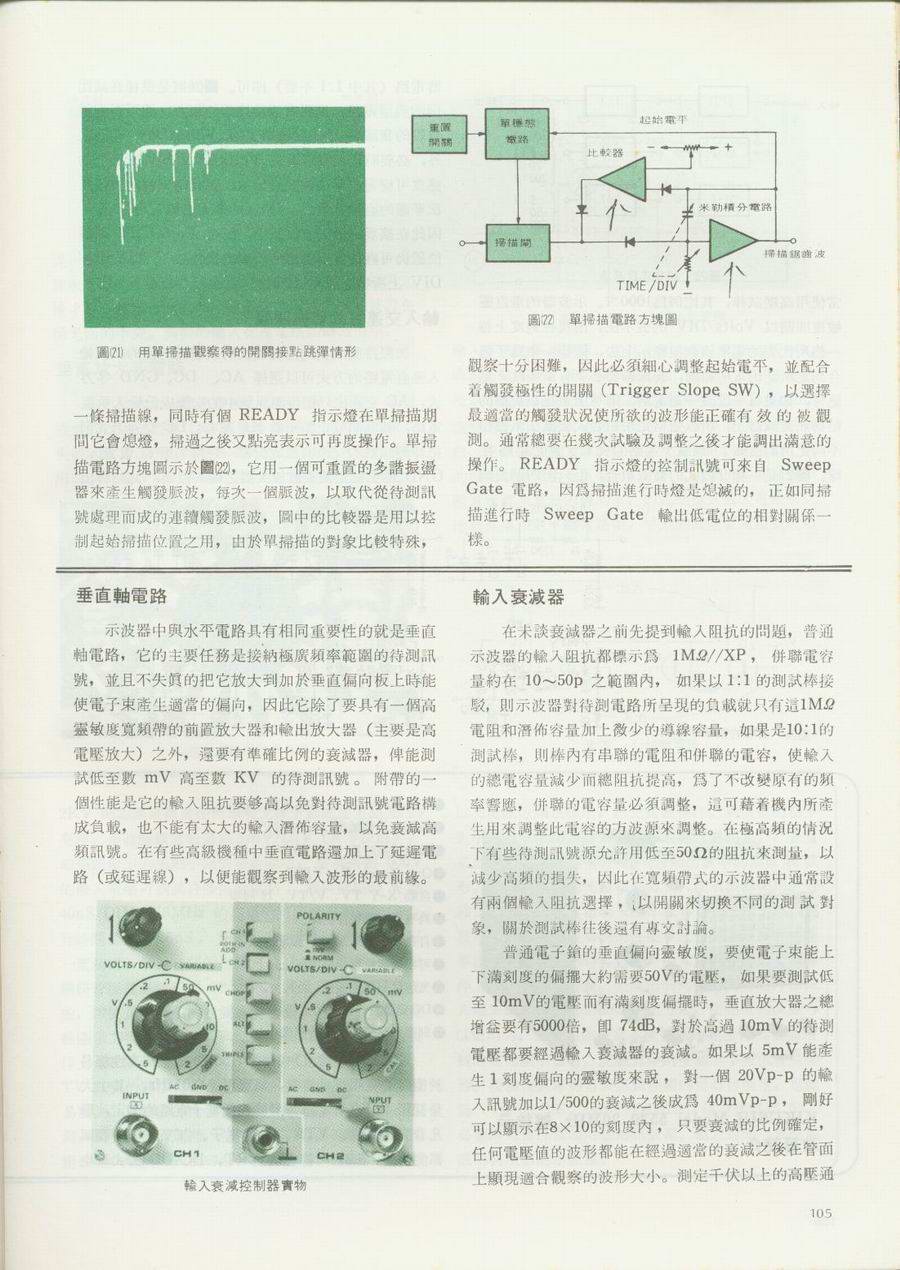 重置
開關
單穩態
電路
起始電平
比較器
－
＋
米勒積分電路
掃描閘
掃描鋸齒波
TIME/DIV
－
圖(21)　用單掃描觀察得的開關接點跳彈情形
圖(22)　單掃描電路方塊圖
一條掃描線，同時有個 READY 指示燈在單掃描期
間它會熄燈，掃過之後又點亮表示可再度操作。單掃
描電路方塊圖示於圖(22)，它用一個可重置的多諧振盪
器來產生觸發脈波，每次一個脈波，以取代從待測訊
號處理而成的連續觸發脈波，圖中的比較器是用以控
制起始掃描位置之用，由於單掃描的對象比較特殊，
觀察十分困難，因此必須細心調整起始電平，並配合
着觸發極性的開關 (Trigger Slope SW) ，以選擇
最適當的觸發狀況使所欲的波形能正確有效的被觀
測。通常總要在幾次試驗及調整之後才能調出滿意的
操作。 READY 指示燈的控制訊號可來自 Sweep
Gate 電路，因爲掃描進行時燈是熄滅的，正如同掃
描進行時 Sweep Gate 輸出低電位的相對關係一
樣。
垂直軸電路
示波器中與水平電路具有相同重要性的就是垂直
軸電路，它的主要任務是接納極廣頻率範圍的待測訊
號，並且不失眞的把它放大到加於垂直偏向板上時能
使電子束產生適當的偏向，因此它除了要具有一個高
靈敏度寬頻帶的前置放大器和輸出放大器（主要是高
電壓放大）之外，還要有準確比例的衰減器，俾能測
試低至數 mV 高至數 KV 的待測訊號。附帶的一
個性能是它的輸入阻抗要夠高以免對待測訊號電路構
成負載，也不能有太大的輸入潛佈容量，以免衰減高
頻訊號。在有些高級機種中垂直電路還加上了延遲電
路（或延遲線），以便能觀察到輸入波形的最前緣。
POLARITY
CH 1
BOTH IN
ADD
CH 2
INV
NORM
VOLTS/DIV
VARIABLE
VOLTS/DIV
VARIABLE
CHOP
ALT
TRIPLE
.2 .1 50 mV
V .5
1
2
5
10
5
CAL
.2 .1 50 mV
V .5
1
2
5
2
CAL
AC GND DC
AC GND DC
INPUT
INPUT
CH 1
CH 2
輸入衰減控制器實物
輸入衰減器
在未談衰減器之前先提到輸入阻抗的問題，普通
示波器的輸入阻抗都標示爲 1MΩ//XP ，併聯電容
量約在 10～50p 之範圍內，如果以 1:1 的測試棒接
駁，則示波器對待測電路所呈現的負載就只有這1MΩ
電阻和潛佈容量加上微少的導線容量，如果是10:1的
測試棒，則棒內有串聯的電阻和併聯的電容，使輸入
的總電容量減少而總阻抗提高，爲了不改變原有的頻
率響應，併聯的電容量必須調整，這可藉着機內所產
生用來調整此電容的方波源來調整。在極高頻的情況
下有些待測訊號源允許用低至50Ω的阻抗來測量，以
減少高頻的損失，因此在寬頻帶式的示波器中通常設
有兩個輸入阻抗選擇，以開關來切換不同的測試對
象，關於測試棒往後還有專文討論。
普通電子鎗的垂直偏向靈敏度，要使電子束能上
下滿刻度的偏擺大約需要50V的電壓，如果要測試低
至 10mV的電壓而有滿刻度偏擺時，垂直放大器之總
增益要有5000倍，卽 74dB，對於高過 10mV 的待測
電壓都要經過輸入衰減器的衰減。如果以 5mV 能產
生 1 刻度偏向的靈敏度來說，對一個 20Vp-p 的輸
入訊號加以1/500的衰減之後成爲 40mVp-p ，剛好
可以顯示在8×10的刻度內，只要衰減的比例確定，
任何電壓值的波形都能在經過適當的衰減之後在管面
上顯現適合觀察的波形大小。測定千伏以上的高壓通
105